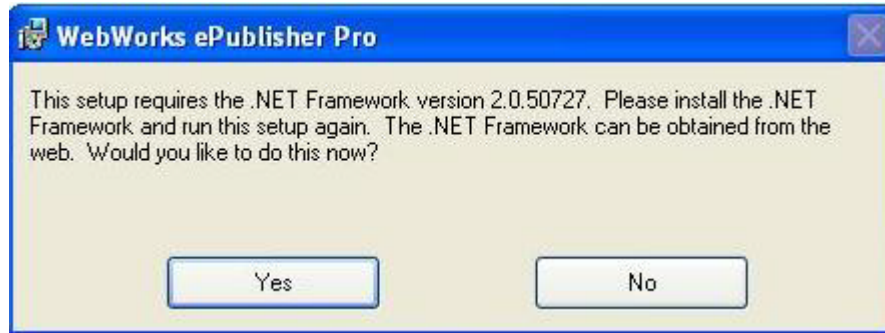 WebWorks ePublisher Pro
This setup requires the .NET Framework version 2.0.50727.  Please install the .NET
Framework and run this setup again.  The .NET Framework can be obtained from the
web.  Would you like to do this now?
Yes
No